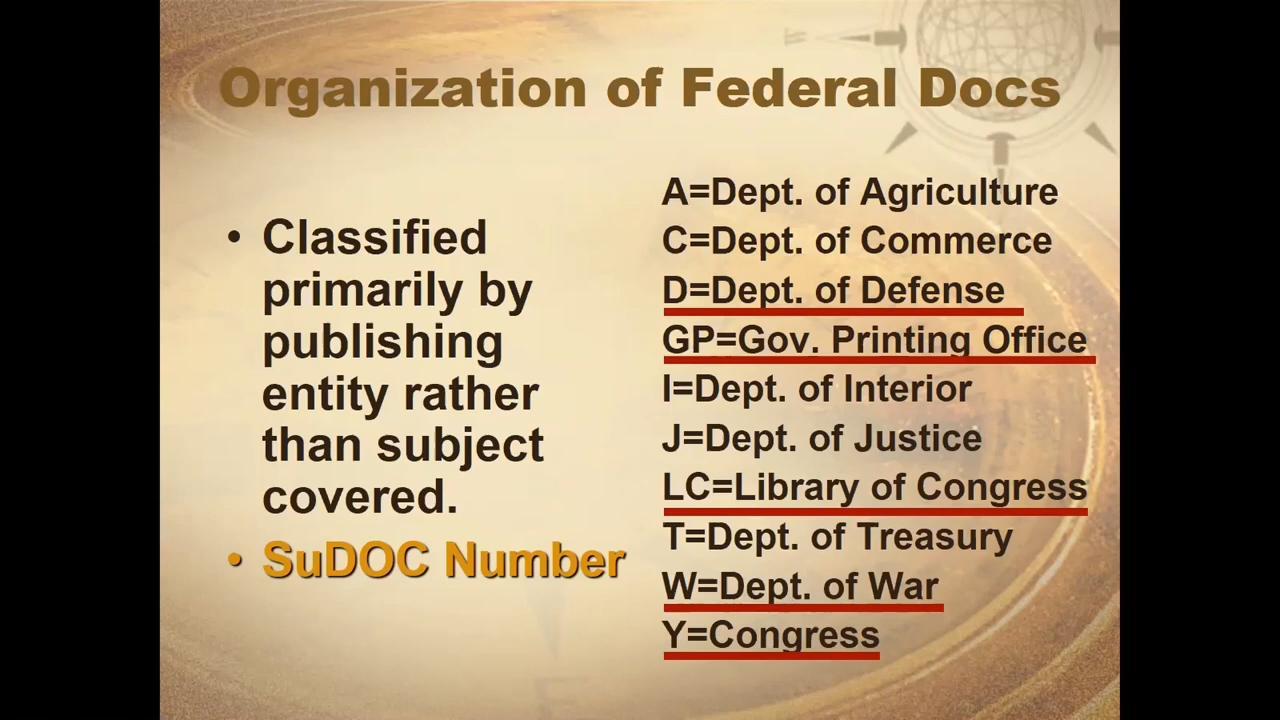 Organization of Federal Docs
• Classified
primarily by
publishing
entity rather
than subject
covered.
• SuDOC Number
A=Dept. of Agriculture
C=Dept. of Commerce
D=Dept. of Defense
GP=Gov. Printing Office
I=Dept. of Interior
J=Dept. of Justice
LC=Library of Congress
T=Dept. of Treasury
W=Dept. of War
Y=Congress